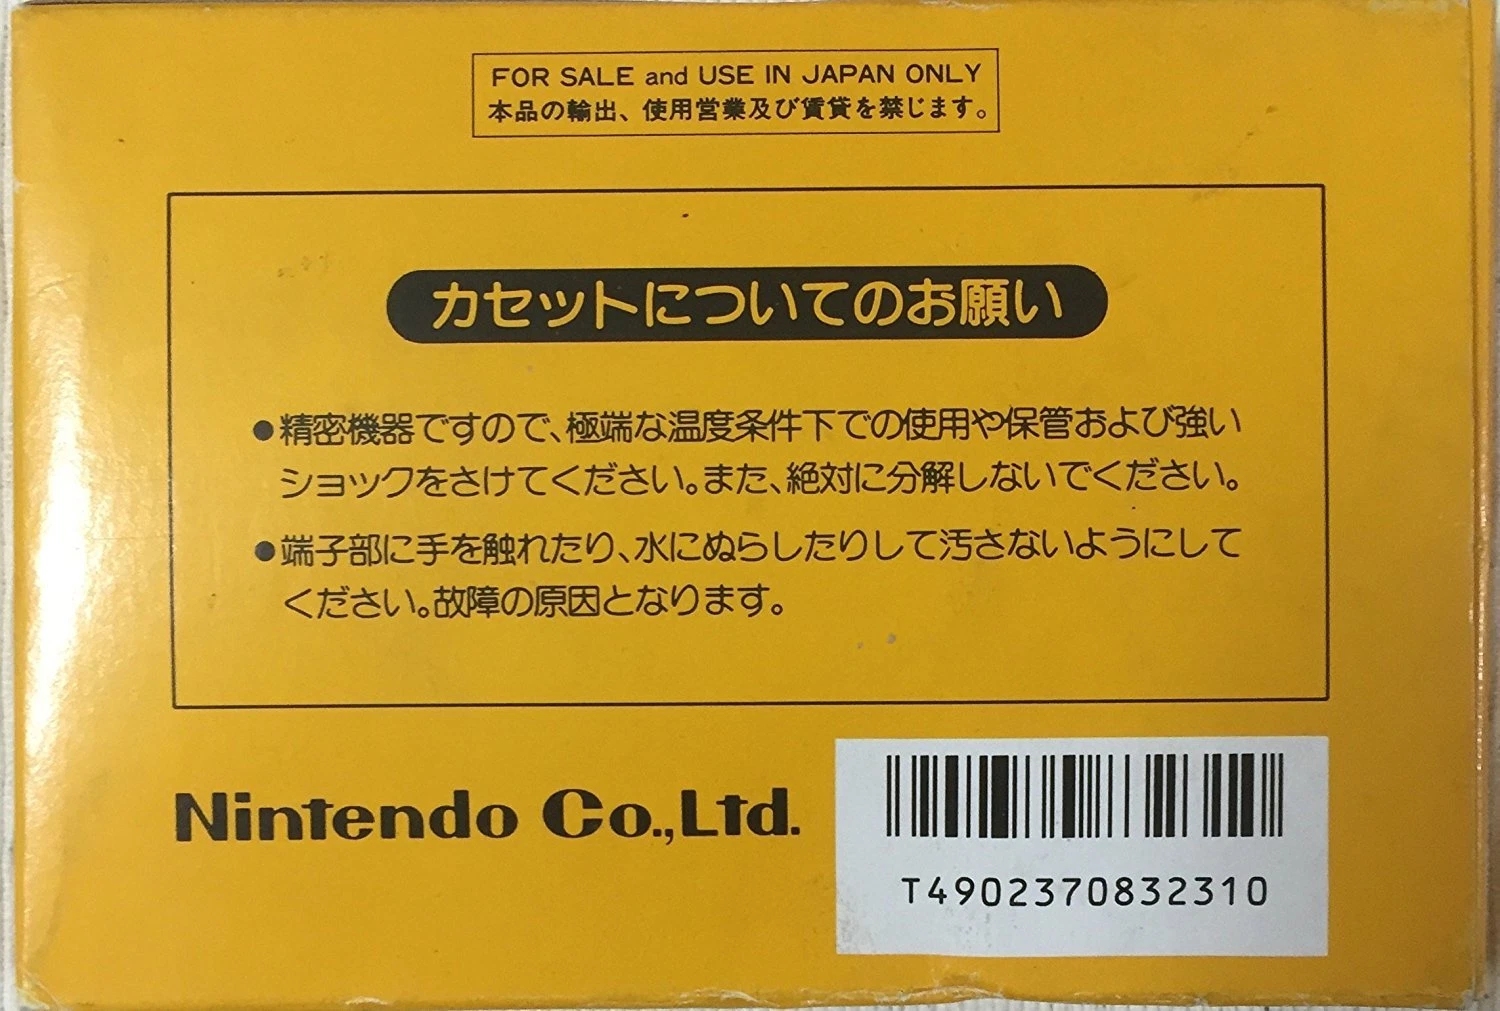 FOR SALE and USE IN JAPAN ONLY
本品の輸出、使用営業及び賃貸を禁じます。
カセットについてのお願い
●精密機器ですので、極端な温度条件下での使用や保管および強い
ショックをさけてください。また、絶対に分解しないでください。
●端子部に手を触れたり、水にぬらしたりして汚さないようにして
ください。故障の原因となります。
Nintendo Co.,Ltd.
T4902370832310